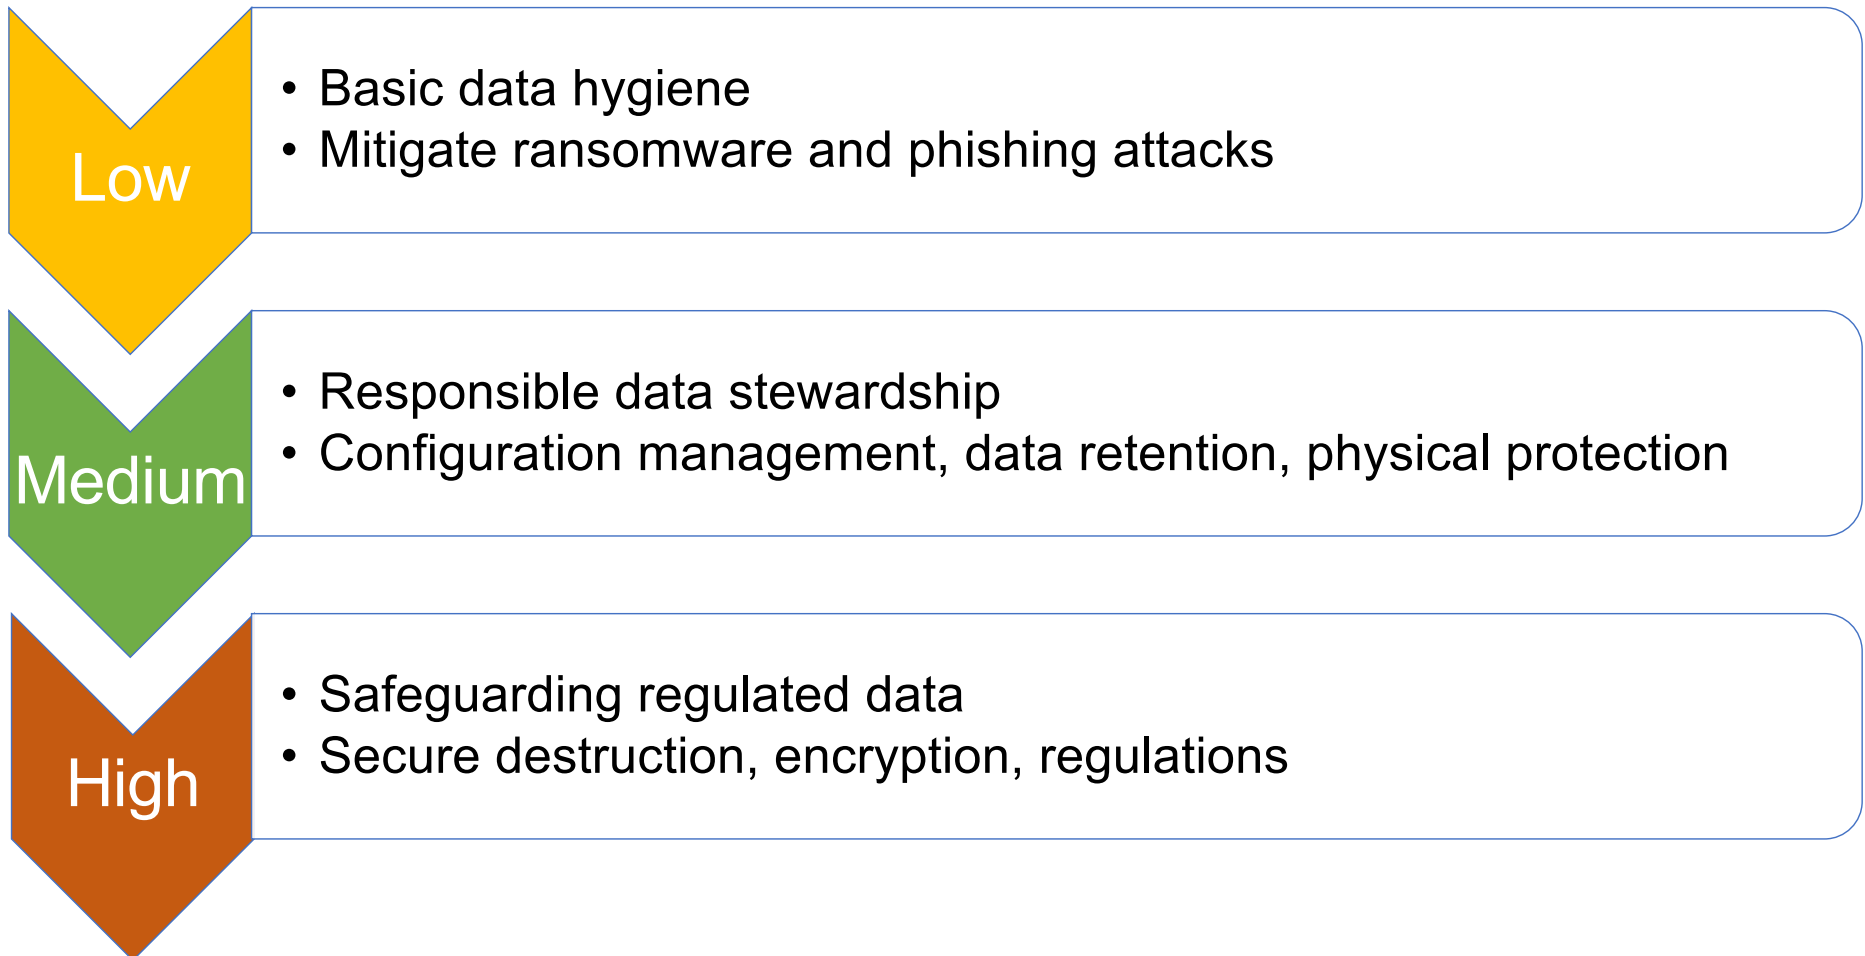 Low
• Basic data hygiene
• Mitigate ransomware and phishing attacks
Medium
• Responsible data stewardship
• Configuration management, data retention, physical protection
High
• Safeguarding regulated data
• Secure destruction, encryption, regulations